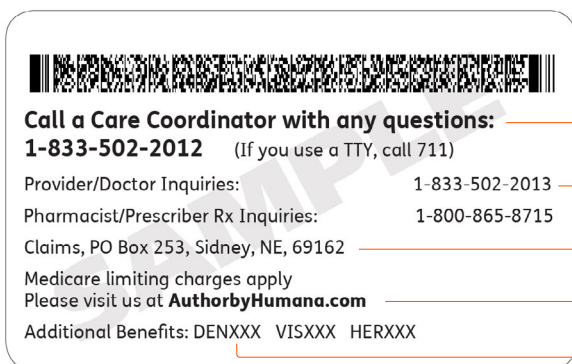 Call a Care Coordinator with any questions:
1-833-502-2012 (If you use a TTY, call 711)
Provider/Doctor Inquiries: 1-833-502-2013
Pharmacist/Prescriber Rx Inquiries: 1-800-865-8715
Claims, PO Box 253, Sidney, NE, 69162
Medicare limiting charges apply
Please visit us at AuthorbyHumana.com
Additional Benefits: DENXXX VISXXX HERXXX
SAMPLE